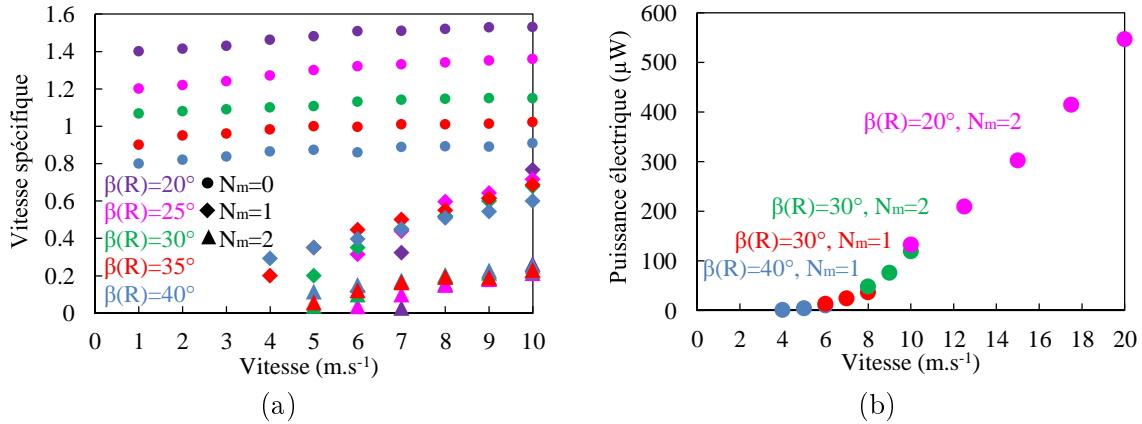 1.6
1.4
1.2
1
0.8
0.6
0.4
0.2
0
Vitesse spécifique
β(R)=20° N_m=0
β(R)=25° N_m=1
β(R)=30° N_m=2
β(R)=35°
β(R)=40°
0 1 2 3 4 5 6 7 8 9 10
Vitesse (m.s⁻¹)
(a)
600
500
400
300
200
100
0
Puissance électrique (µW)
β(R)=20°, Nm=2
β(R)=30°, Nm=2
β(R)=30°, Nm=1
β(R)=40°, Nm=1
0 2 4 6 8 10 12 14 16 18 20
Vitesse (m.s⁻¹)
(b)